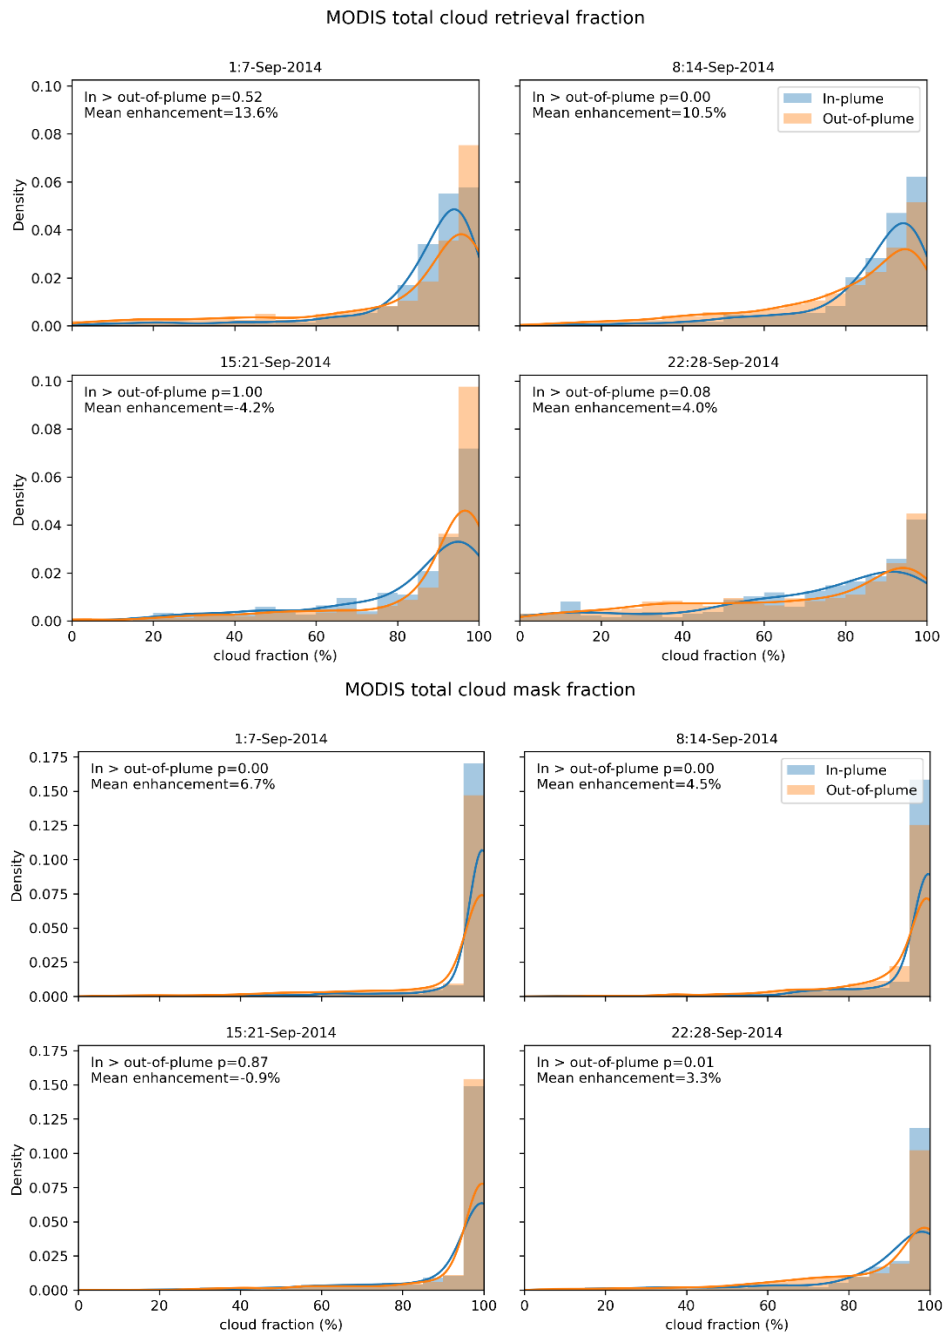 MODIS total cloud retrieval fraction
1:7-Sep-2014
In > out-of-plume p=0.52
Mean enhancement=13.6%
0.10
0.08
0.06
0.04
0.02
0.00
Density
8:14-Sep-2014
In > out-of-plume p=0.00
Mean enhancement=10.5%
In-plume
Out-of-plume
15:21-Sep-2014
In > out-of-plume p=1.00
Mean enhancement=-4.2%
0.10
0.08
0.06
0.04
0.02
0.00
Density
0 20 40 60 80 100
cloud fraction (%)
22:28-Sep-2014
In > out-of-plume p=0.08
Mean enhancement=4.0%
0 20 40 60 80 100
cloud fraction (%)
MODIS total cloud mask fraction
1:7-Sep-2014
In > out-of-plume p=0.00
Mean enhancement=6.7%
0.175
0.150
0.125
0.100
0.075
0.050
0.025
0.000
Density
8:14-Sep-2014
In > out-of-plume p=0.00
Mean enhancement=4.5%
In-plume
Out-of-plume
15:21-Sep-2014
In > out-of-plume p=0.87
Mean enhancement=-0.9%
0.175
0.150
0.125
0.100
0.075
0.050
0.025
0.000
Density
0 20 40 60 80 100
cloud fraction (%)
22:28-Sep-2014
In > out-of-plume p=0.01
Mean enhancement=3.3%
0 20 40 60 80 100
cloud fraction (%)